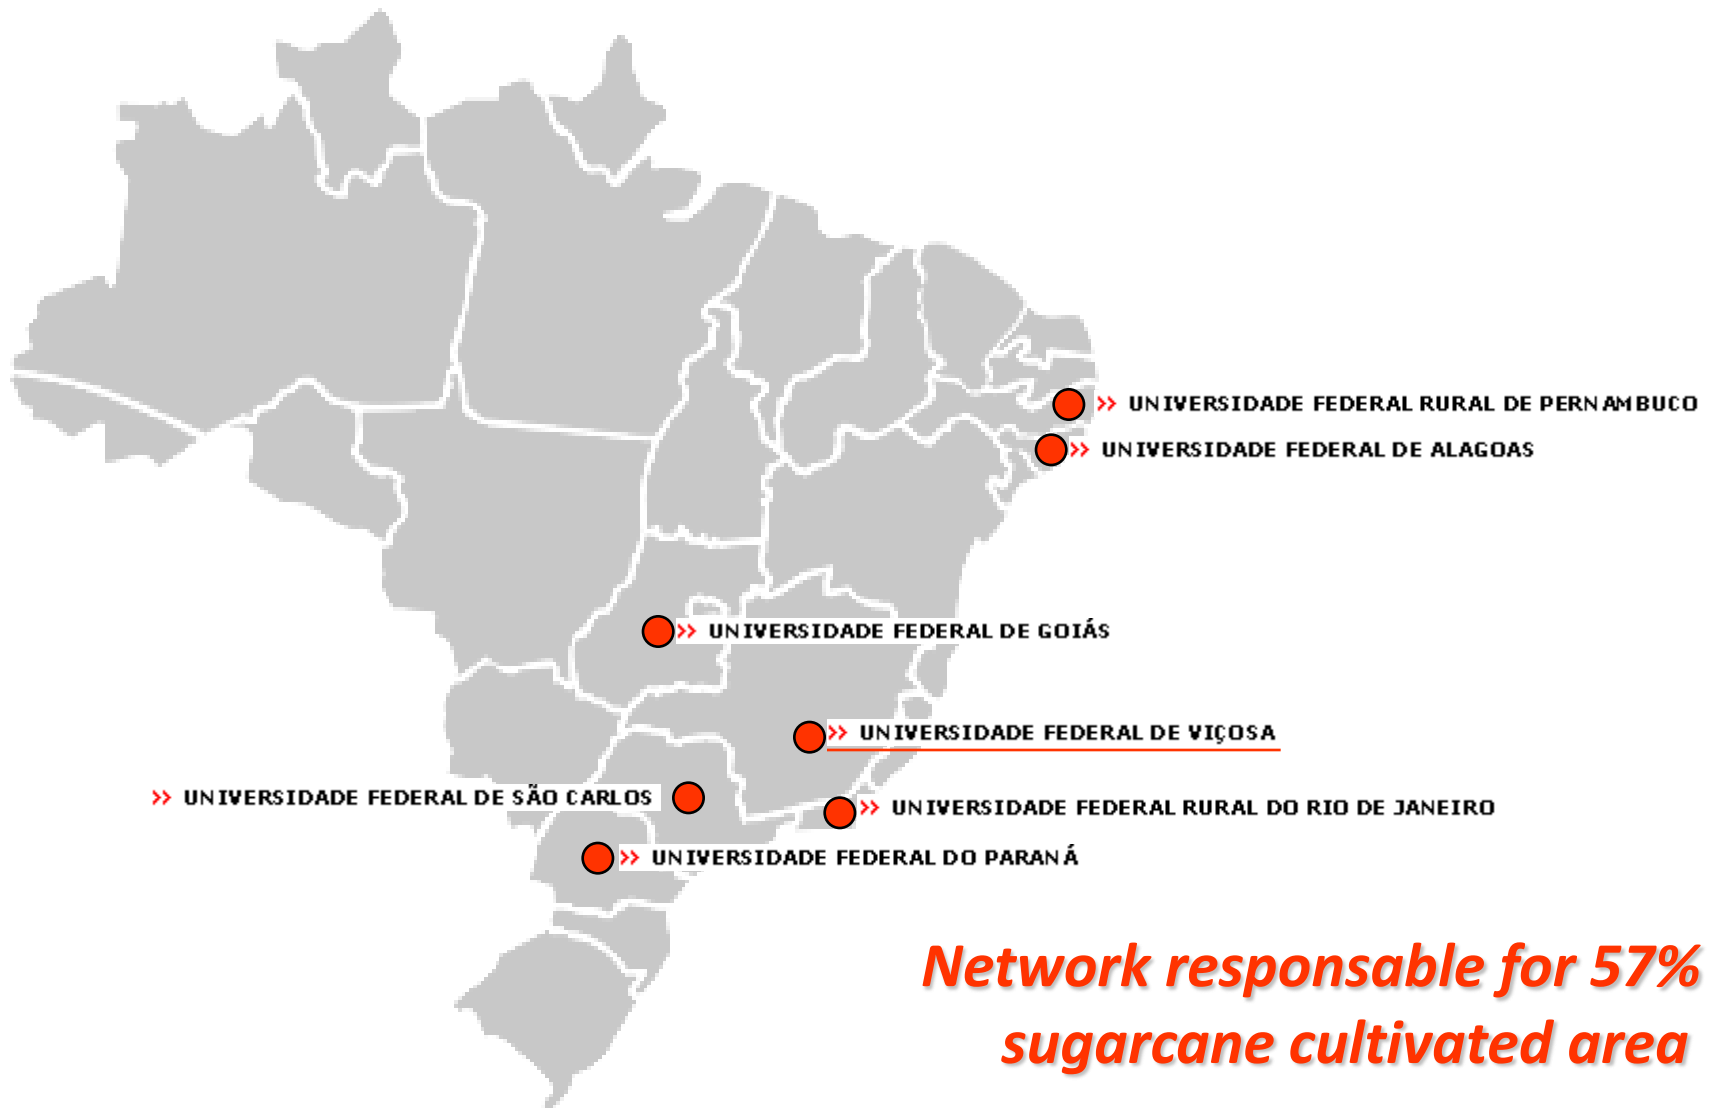 >> UNIVERSIDADE FEDERAL RURAL DE PERNAMBUCO
>> UNIVERSIDADE FEDERAL DE ALAGOAS
>> UNIVERSIDADE FEDERAL DE GOIÁS
>> UNIVERSIDADE FEDERAL DE VIÇOSA
>> UNIVERSIDADE FEDERAL DE SÃO CARLOS
>> UNIVERSIDADE FEDERAL RURAL DO RIO DE JANEIRO
>> UNIVERSIDADE FEDERAL DO PARANÁ
Network responsable for 57%
sugarcane cultivated area